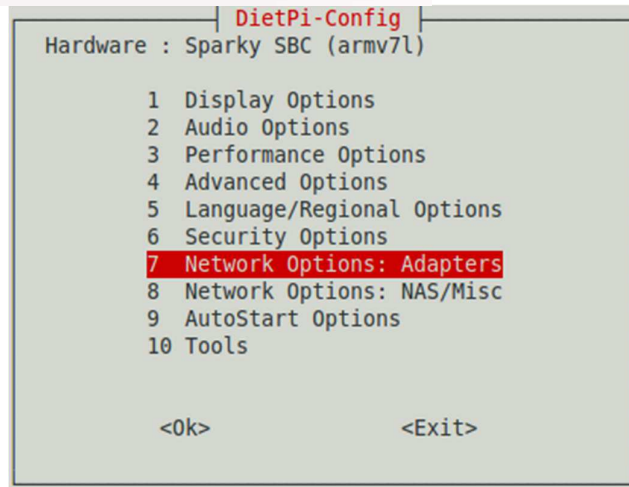 DietPi-Config
Hardware : Sparky SBC (armv7l)
1 Display Options
2 Audio Options
3 Performance Options
4 Advanced Options
5 Language/Regional Options
6 Security Options
7 Network Options: Adapters
8 Network Options: NAS/Misc
9 AutoStart Options
10 Tools
<Ok> <Exit>